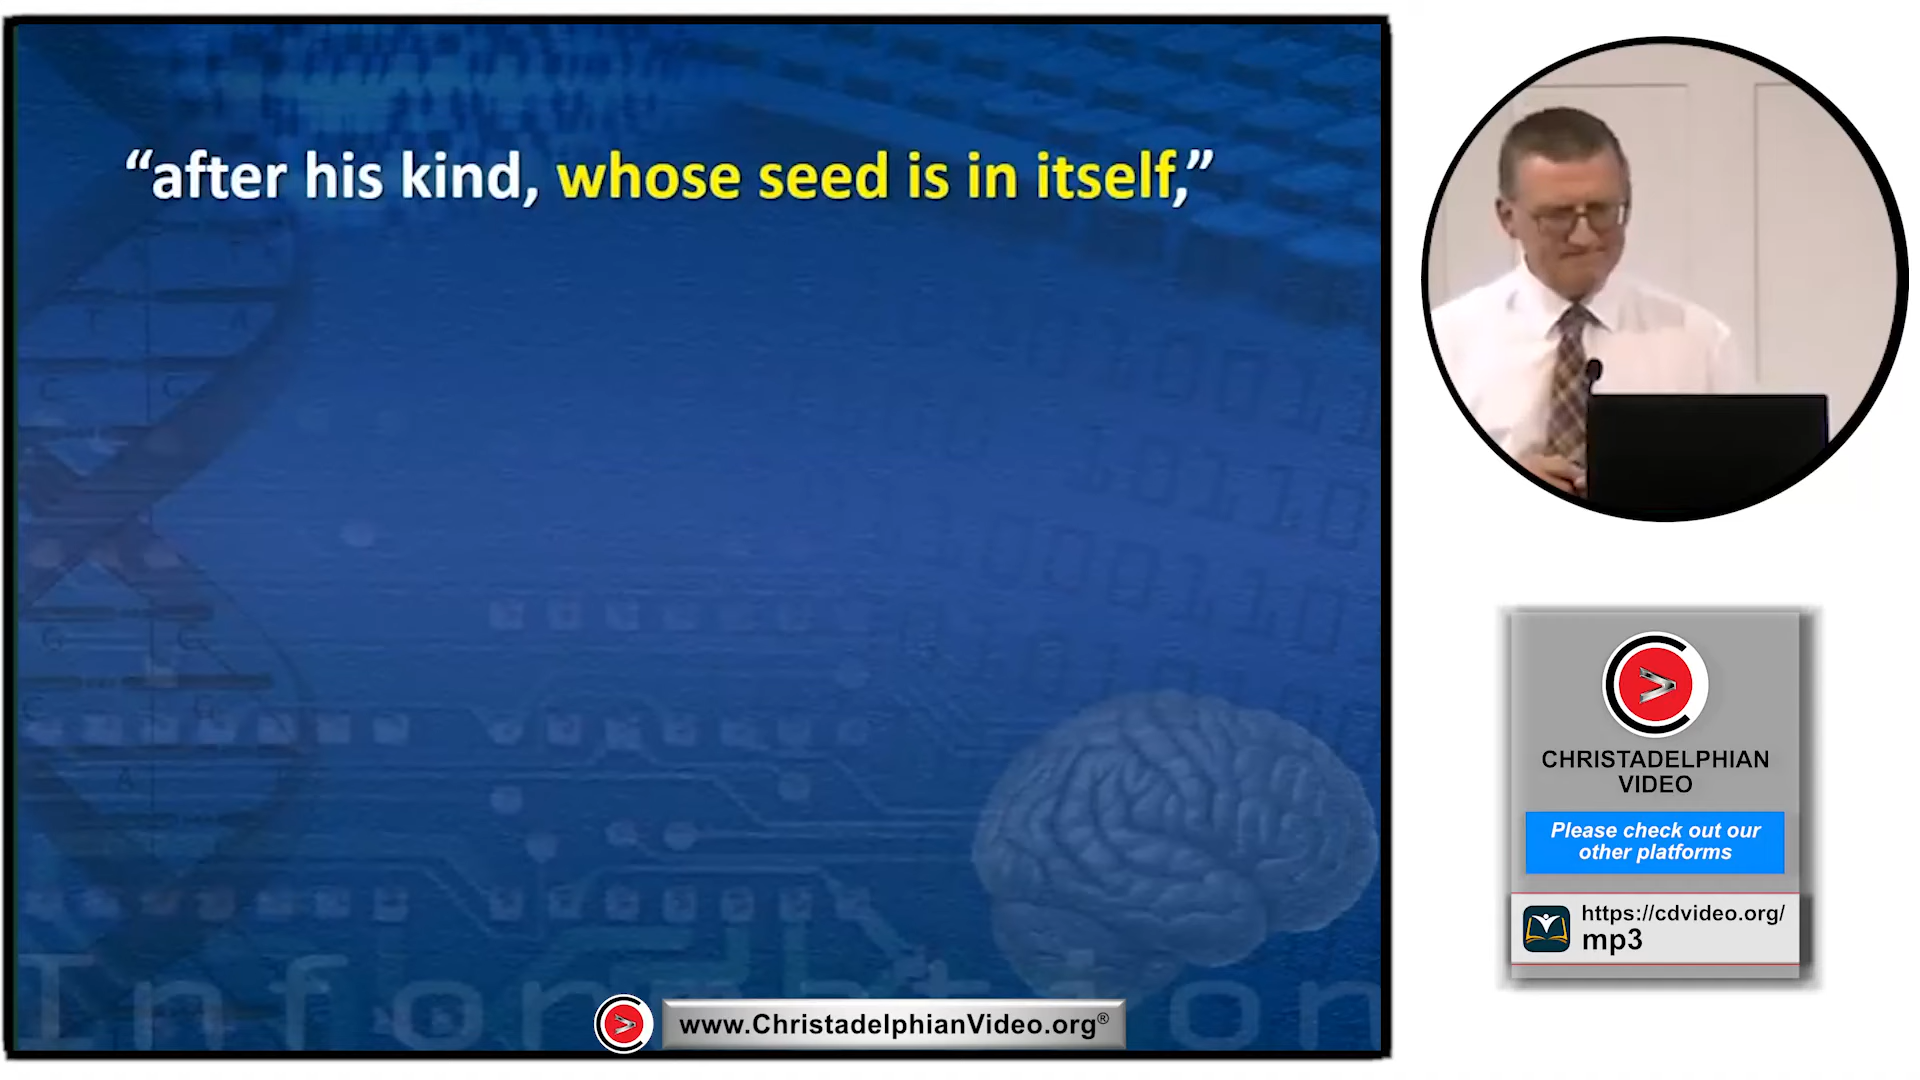 “after his kind, whose seed is in itself,”
Information
www.ChristadelphianVideo.org®
CHRISTADELPHIAN
VIDEO
Please check out our
other platforms
https://cdvideo.org/
mp3